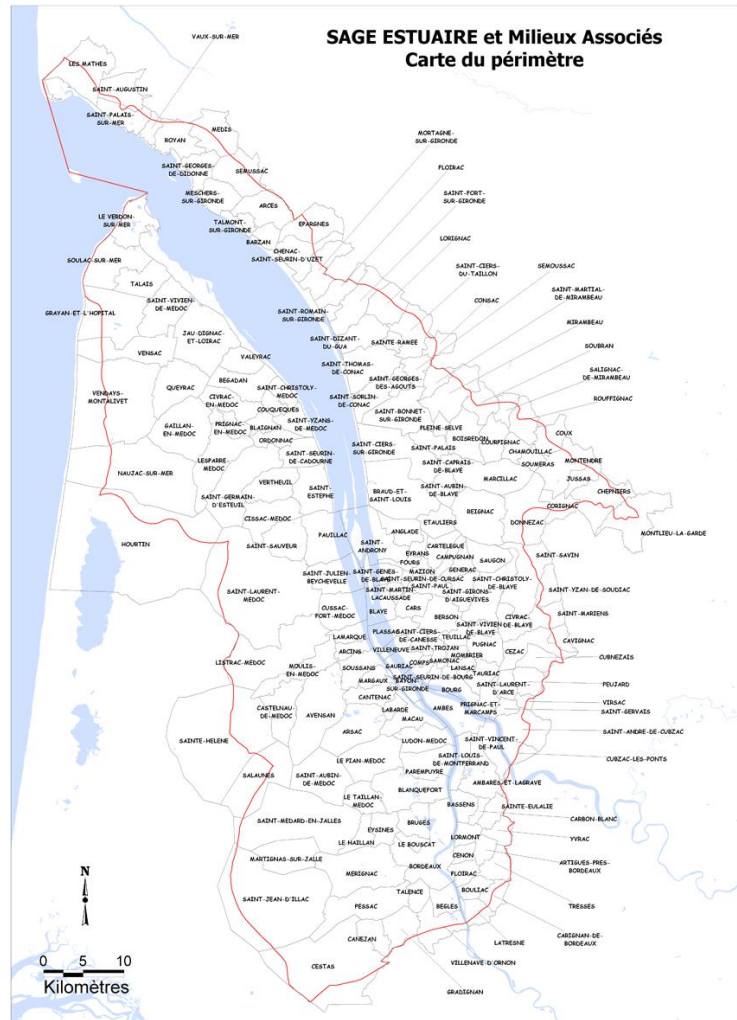 SAGE ESTUAIRE et Milieux Associés
Carte du périmètre
VAUX-SUR-MER
LES MATHES
SAINT-AUGUSTIN
SAINT-PALAIS-
SUR-MER
MEDIS
ROYAN
MORTAGNE-
SUR-GIRONDE
SAINT-GEORGES-
DE-DIDONNE
SEMUSSAC
FLOIRAC
MESCHERS-
SUR-GIRONDE
SAINT-FORT-
SUR-GIRONDE
ARCES
LE VERDON-
SUR-MER
TALMONT-
SUR-GIRONDE
EPARGNES
BARZAN
LORIGNAC
CHENAC-
SAINT-SEURIN-D'UZET
SOULAC-SUR-MER
SAINT-CIERS-
DU-TAILLON
SEMOUSSAC
TALAIS
SAINT-MARTIAL-
DE-MIRAMBEAU
SAINT-VIVIEN-
DE-MEDOC
CONSAC
GRAYAN-ET-L'HOPITAL
SAINT-ROMAIN-
SUR-GIRONDE
MIRAMBEAU
JAU-DIGNAC-
ET-LOIRAC
SAINT-DIZANT-
DU-GUA
SAINTE-RAMEE
SOUBRAN
VENSAC
VALEYRAC
SAINT-THOMAS-
DE-CONAC
SALIGNAC-
DE-MIRAMBEAU
BEGADAN
SAINT-GEORGES-
DES-AGOUTS
QUEYRAC
SAINT-CHRISTOLY-
MEDOC
VENDAYS-
MONTALIVET
CIVRAC-
EN-MEDOC
SAINT-SORLIN-
DE-CONAC
ROUFFIGNAC
COUQUEQUES
SAINT-BONNET-
SUR-GIRONDE
GAILLAN-
EN-MEDOC
PRIGNAC-
EN-MEDOC
BLAIGNAN
SAINT-YZANS-
DE-MEDOC
PLEINE-SELVE
COUX
ORDONNAC
BOISREDON
COURPIGNAC
SAINT-CIERS-
SUR-GIRONDE
SAINT-PALAIS
CHAMOUILLAC
LESPARRE-
MEDOC
SAINT-SEURIN-
DE-CADOURNE
MONTENDRE
NAUJAC-SUR-MER
SAINT-CAPRAIS-
DE-BLAYE
SOUMERAS
VERTHEUIL
MARCILLAC
JUSSAS
SAINT-
ESTEPHE
BRAUD-ET-
SAINT-LOUIS
SAINT-AUBIN-
DE-BLAYE
CHEPNIERS
SAINT-GERMAIN-
D'ESTEUIL
CORIGNAC
REIGNAC
CISSAC-MEDOC
ETAULIERS
DONNEZAC
MONTLIEU-LA-GARDE
PAUILLAC
ANGLADE
HOURTIN
SAINT-SAUVEUR
SAINT-
ANDRONY
CARTELEGUE
EYRANS
CAMPUGNAN
SAINT-SAVIN
FOURS
SAUGON
GENERAC
SAINT-JULIEN-
BEYCHEVELLE
SAINT-GENES-
DE-BLAYE
MAZION
SAINT-SEURIN-DE-CURSAC
SAINT-PAUL
SAINT-CHRISTOLY-
DE-BLAYE
SAINT-LAURENT-
MEDOC
SAINT-MARTIN-
LACAUSSADE
SAINT-GIRONS-
D'AIGUEVIVES
SAINT-YZAN-DE-SOUDIAC
CUSSAC-
FORT-MEDOC
BLAYE
CARS
BERSON
CIVRAC-
DE-BLAYE
SAINT-MARIENS
SAINT-VIVIEN
DE-BLAYE
LAMARQUE
PLASSAC
SAINT-CIERS-
DE-CANESSE
TEUILLAC
CAVIGNAC
ARCINS
VILLENEUVE
SAINT-TROJAN
PUGNAC
CEZAC
MOMBRIER
CUBNEZAIS
LISTRAC-MEDOC
MOULIS-
EN-MEDOC
SOUSSANS
GAURIAC
COMPS
SAMONAC
LANSAC
TAURIAC
SAINT-SEURIN-DE-BOURG
MARGAUX
BAYON-
SUR-GIRONDE
SAINT-LAURENT-
D'ARCE
PEUJARD
BOURG
CANTENAC
CASTELNAU-
DE-MEDOC
VIRSAC
AVENSAN
LABARDE
AMBES
PRIGNAC-ET-
MARCAMPS
SAINT-GERVAIS
MACAU
ARSAC
SAINT-ANDRE-DE-CUBZAC
SAINTE-HELENE
LUDON-MEDOC
SAINT-VINCENT-
DE-PAUL
LE PIAN-MEDOC
SAINT-LOUIS-
DE-MONTFERRAND
CUBZAC-LES-PONTS
SALAUNES
SAINT-AUBIN-
DE-MEDOC
PAREMPUYRE
AMBARES-ET-LAGRAVE
BLANQUEFORT
LE TAILLAN-
MEDOC
BASSENS
SAINTE-EULALIE
SAINT-MEDARD-EN-JALLES
BRUGES
CARBON-BLANC
EYSINES
LE HAILLAN
LE BOUSCAT
LORMONT
YVRAC
CENON
MARTIGNAS-SUR-JALLE
BORDEAUX
ARTIGUES-PRES-
BORDEAUX
MERIGNAC
FLOIRAC
SAINT-JEAN-D'ILLAC
TALENCE
BOULIAC
PESSAC
BEGLES
TRESSES
CANEJAN
LATRESNE
CARIGNAN-DE-
BORDEAUX
CESTAS
VILLENAVE-D'ORNON
GRADIGNAN
N
0 5 10
Kilomètres